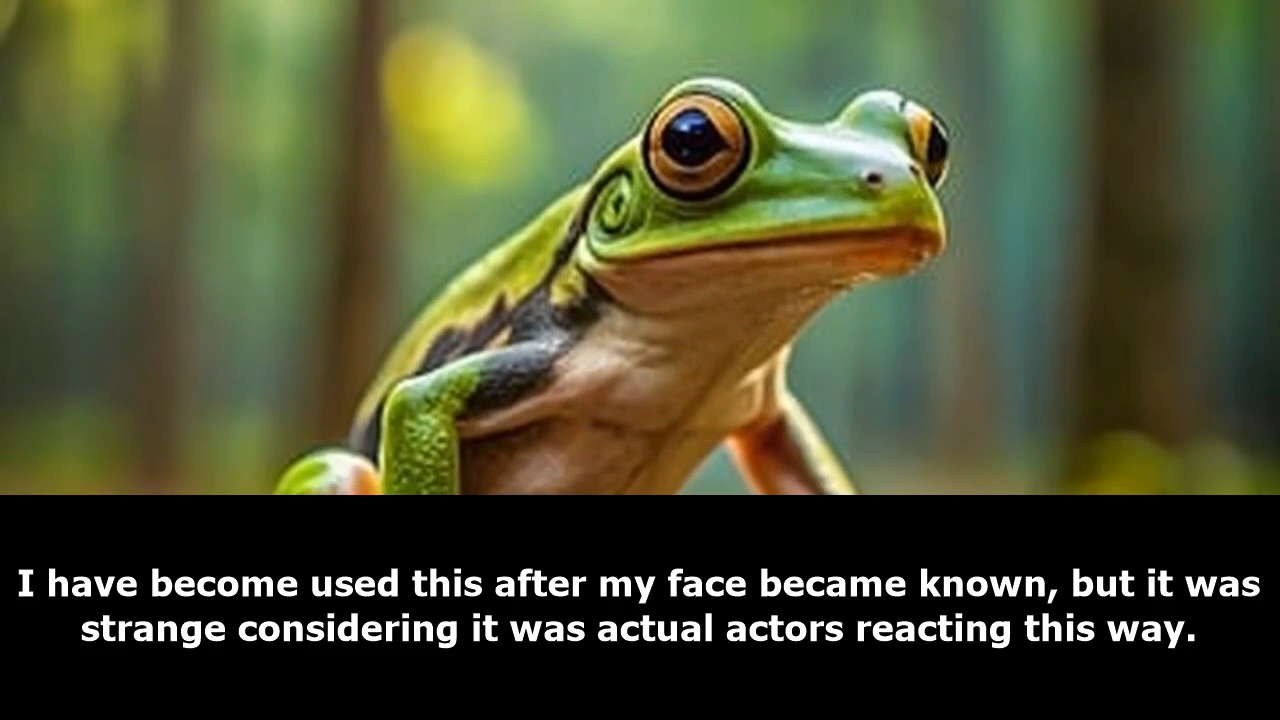 I have become used this after my face became known, but it was
strange considering it was actual actors reacting this way.